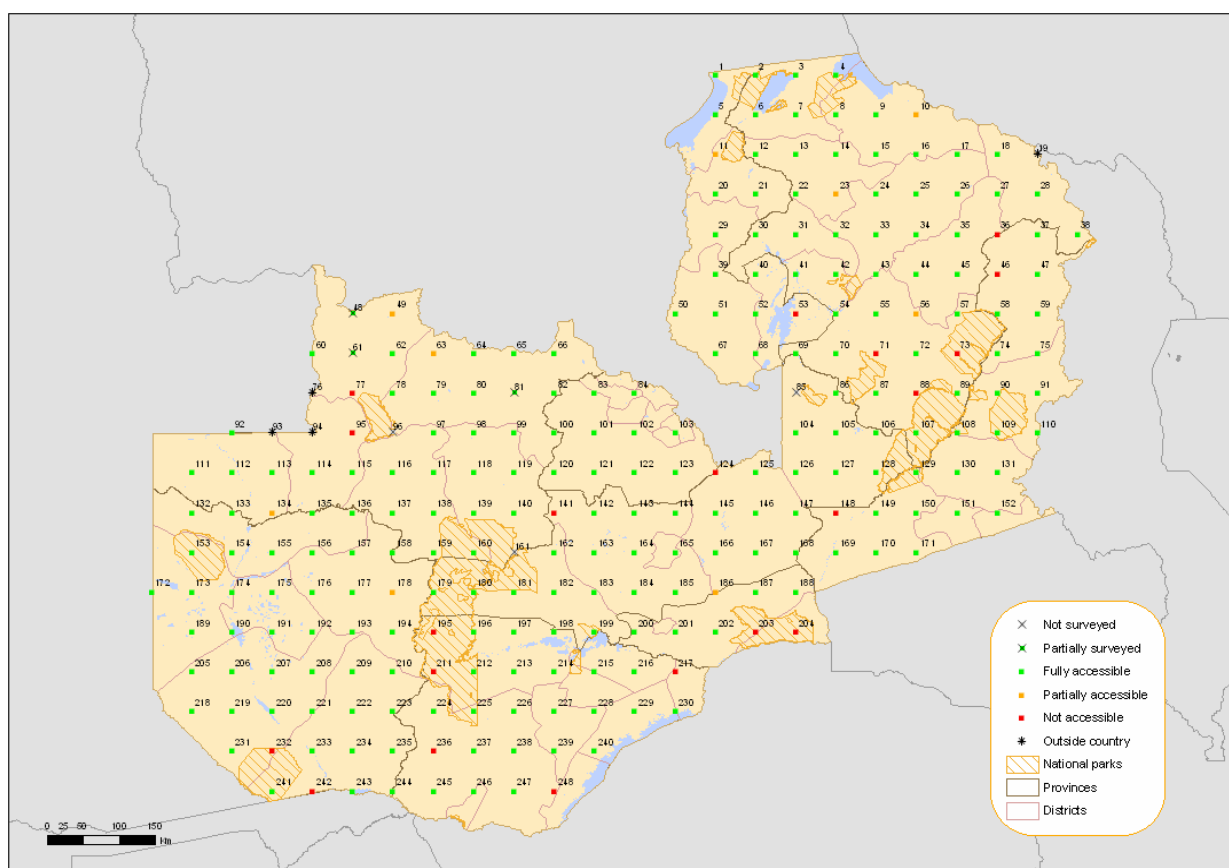 1 2 3 4
5 6 7 8 9 10
11 12 13 14 15 16 17 18 19
20 21 22 23 24 25 26 27 28
29 30 31 32 33 34 35 36 37 38
39 40 41 42 43 44 45 46 47
48 49 50 51 52 53 54 55 56 57 58 59
60 61 62 63 64 65 66 67 68 69 70 71 72 73 74 75
76 77 78 79 80 81 82 83 84 85 86 87 88 89 90 91
92 93 94 95 96 97 98 99 100 101 102 103 104 105 106 107 108 109 110
111 112 113 114 115 116 117 118 119 120 121 122 123 124 125 126 127 128 129 130 131
132 133 134 135 136 137 138 139 140 141 142 143 144 145 146 147 148 149 150 151 152
153 154 155 156 157 158 159 160 161 162 163 164 165 166 167 168 169 170 171
172 173 174 175 176 177 178 179 180 181 182 183 184 185 186 187 188
189 190 191 192 193 194 195 196 197 198 199 200 201 202 203 204
205 206 207 208 209 210 211 212 213 214 215 216 217
218 219 220 221 222 223 224 225 226 227 228 229 230
231 232 233 234 235 236 237 238 239 240
241 242 243 244 245 246 247 248
Not surveyed
Partially surveyed
Fully accessible
Partially accessible
Not accessible
Outside country
National parks
Provinces
Districts
0 25 50 100 150
Km